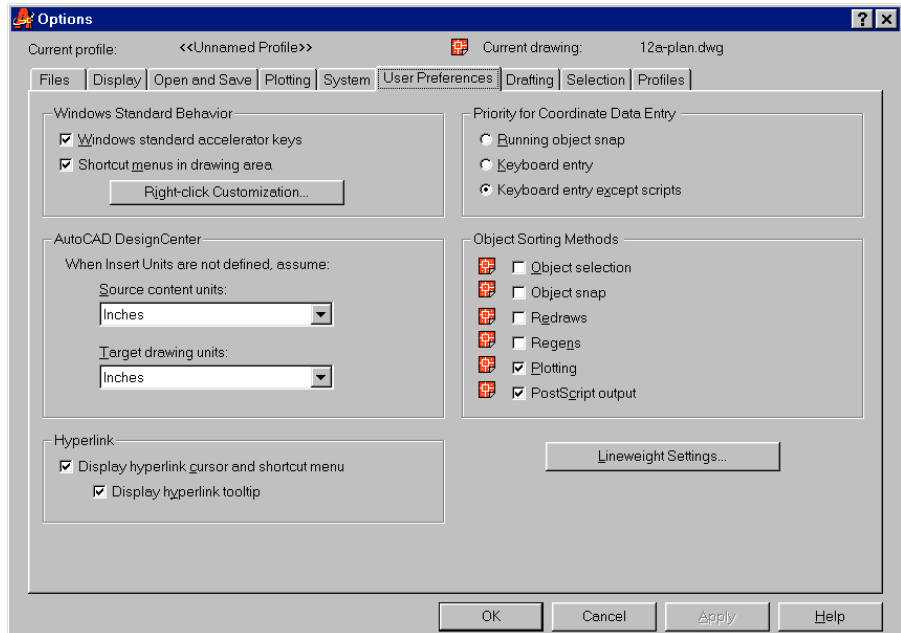 Options
Current profile: <<Unnamed Profile>> Current drawing: 12a-plan.dwg
Files Display Open and Save Plotting System User Preferences Drafting Selection Profiles
Windows Standard Behavior
Windows standard accelerator keys
Shortcut menus in drawing area
Right-click Customization...
Priority for Coordinate Data Entry
Running object snap
Keyboard entry
Keyboard entry except scripts
AutoCAD DesignCenter
When Insert Units are not defined, assume:
Source content units:
Inches
Target drawing units:
Inches
Object Sorting Methods
Object selection
Object snap
Redraws
Regens
Plotting
PostScript output
Hyperlink
Display hyperlink cursor and shortcut menu
Display hyperlink tooltip
Lineweight Settings...
OK Cancel Apply Help